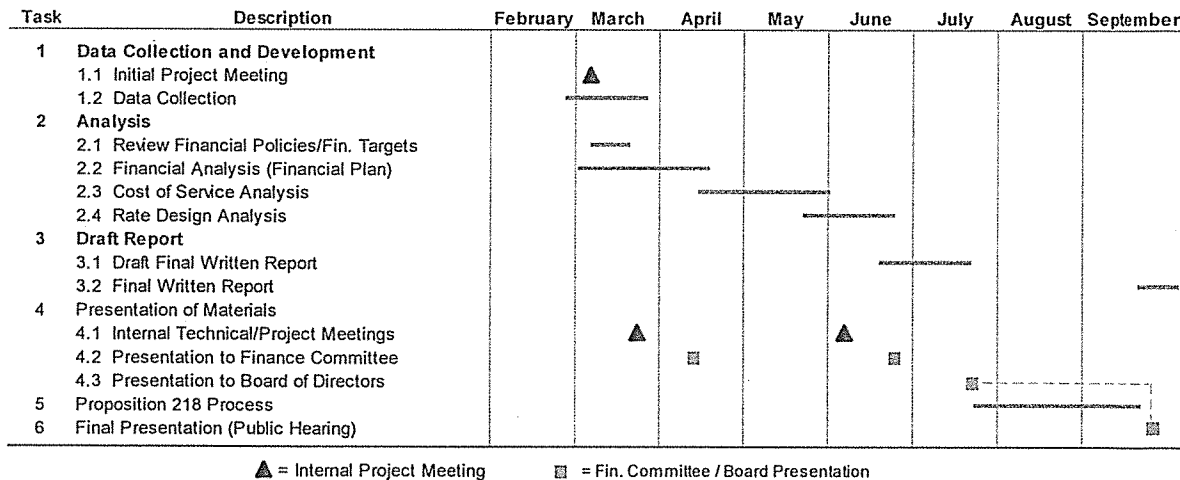 Task Description February March April May June July August September
1 Data Collection and Development
1.1 Initial Project Meeting
1.2 Data Collection
2 Analysis
2.1 Review Financial Policies/Fin. Targets
2.2 Financial Analysis (Financial Plan)
2.3 Cost of Service Analysis
2.4 Rate Design Analysis
3 Draft Report
3.1 Draft Final Written Report
3.2 Final Written Report
4 Presentation of Materials
4.1 Internal Technical/Project Meetings
4.2 Presentation to Finance Committee
4.3 Presentation to Board of Directors
5 Proposition 218 Process
6 Final Presentation (Public Hearing)
= Internal Project Meeting = Fin. Committee / Board Presentation